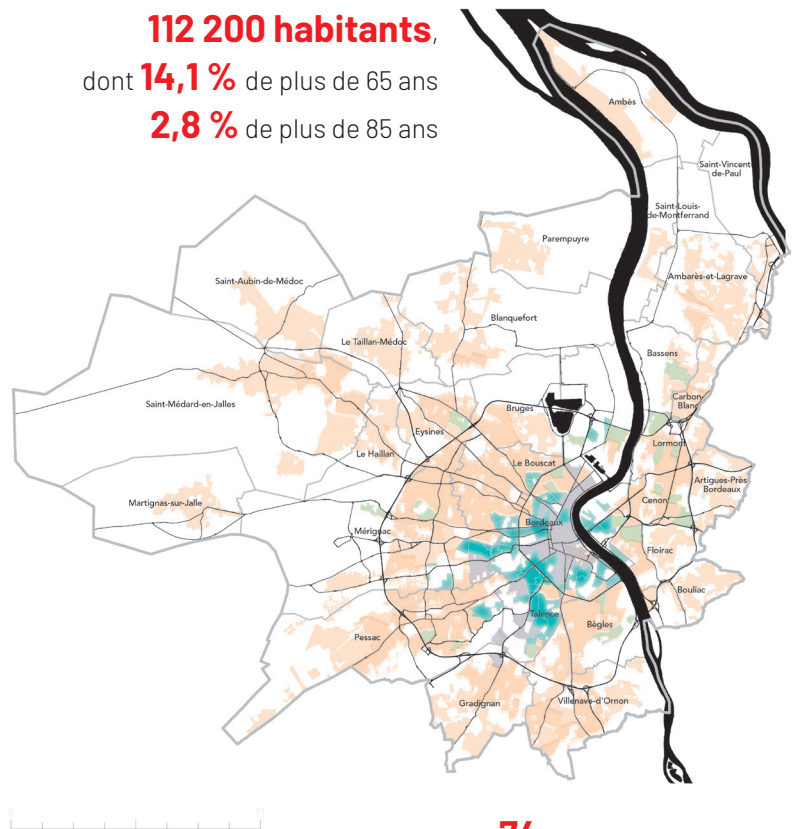 112 200 habitants,
dont 14,1 % de plus de 65 ans
2,8 % de plus de 85 ans
Ambès
Saint-Vincent
de-Paul
Saint-Louis-
de-Montferrand
Parempuyre
Ambarès-et-Lagrave
Saint-Aubin-de-Médoc
Blanquefort
Le Taillan-Médoc
Bassens
Carbon-
Blanc
Saint-Médard-en-Jalles
Bruges
Eysines
Lormont
Le Haillan
Le Bouscat
Artigues-Près
Bordeaux
Cenon
Martignas-sur-Jalle
Bordeaux
Mérignac
Floirac
Bouliac
Talence
Bègles
Pessac
Gradignan
Villenave-d'Ornon